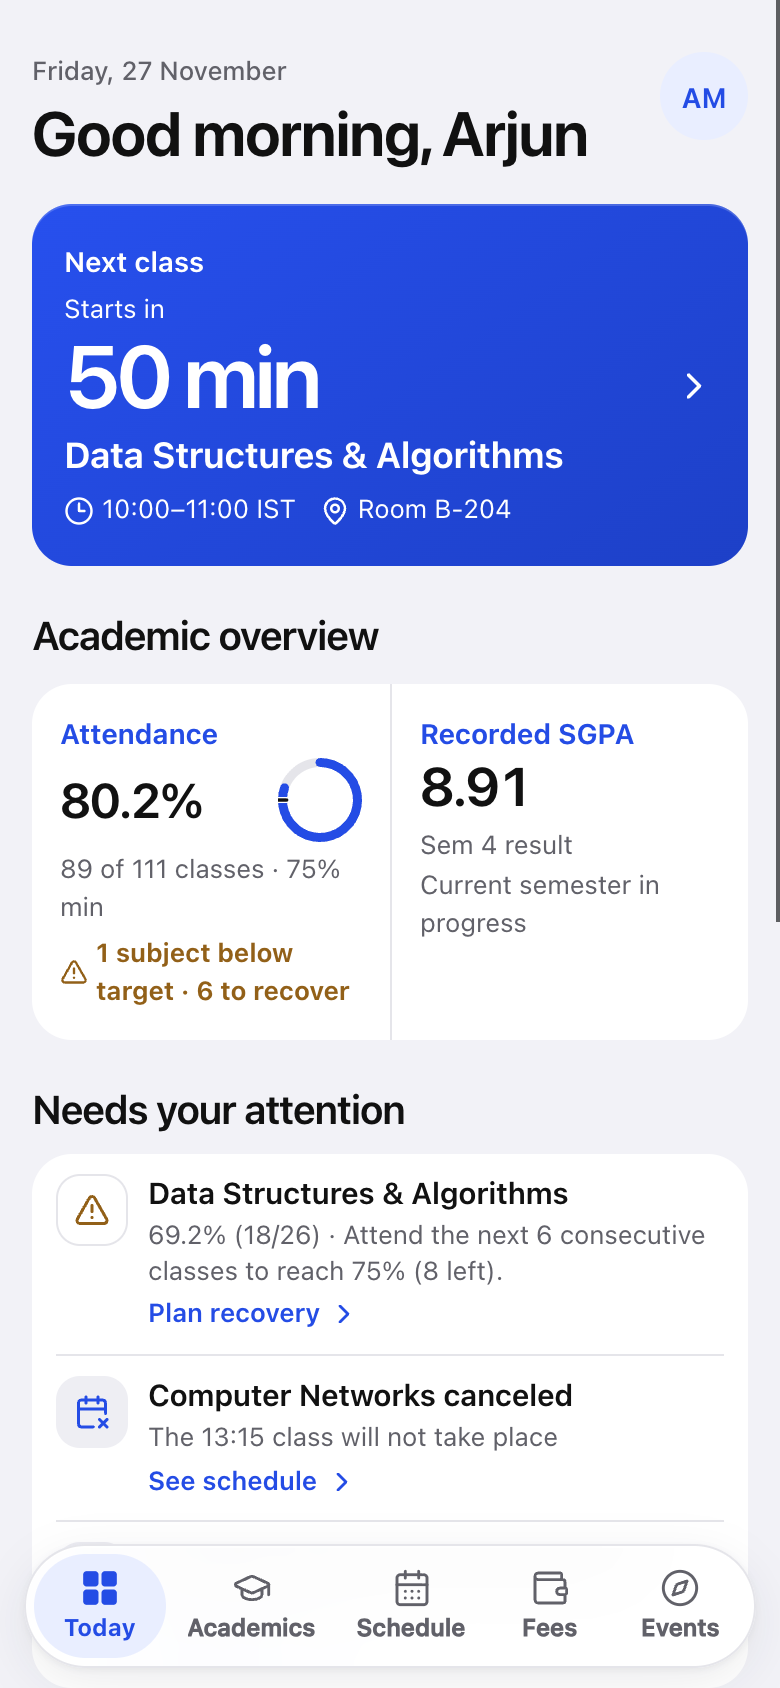 Friday, 27 November
AM
Good morning, Arjun
Next class
Starts in
50 min
Data Structures & Algorithms
10:00–11:00 IST Room B-204
Academic overview
Attendance
80.2%
89 of 111 classes · 75%
min
1 subject below
target · 6 to recover
Recorded SGPA
8.91
Sem 4 result
Current semester in
progress
Needs your attention
Data Structures & Algorithms
69.2% (18/26) · Attend the next 6 consecutive
classes to reach 75% (8 left).
Plan recovery
Computer Networks canceled
The 13:15 class will not take place
See schedule
Today
Academics
Schedule
Fees
Events